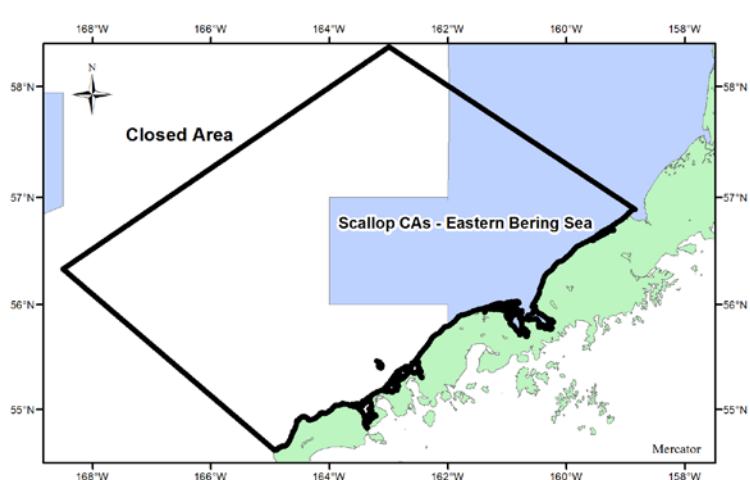 168°W 166°W 164°W 162°W 160°W 158°W
N
58°N 58°N
Closed Area
57°N 57°N
Scallop CAs - Eastern Bering Sea
56°N 56°N
55°N 55°N
Mercator
168°W 166°W 164°W 162°W 160°W 158°W